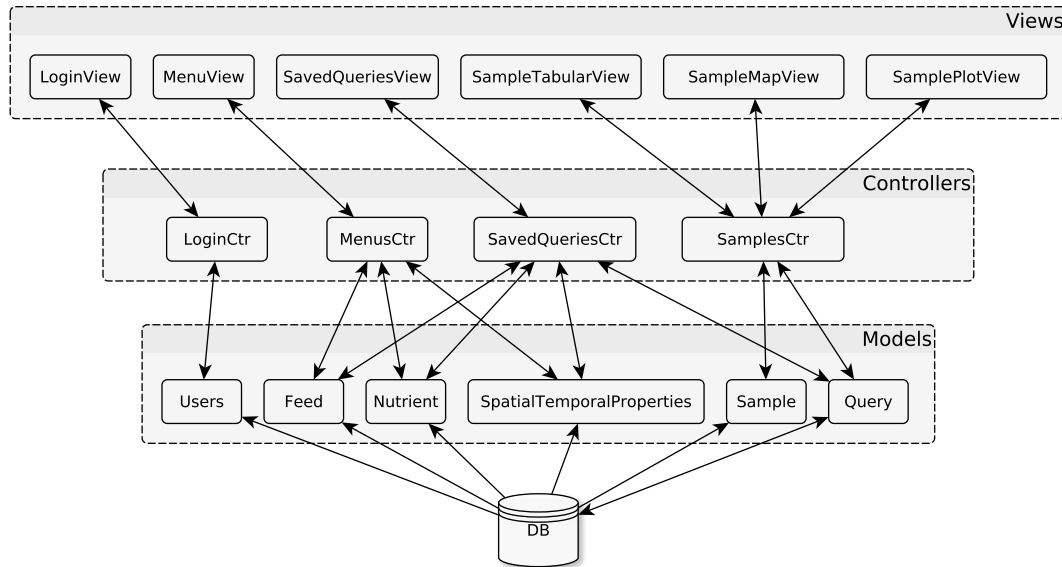 Views
LoginView
MenuView
SavedQueriesView
SampleTabularView
SampleMapView
SamplePlotView
Controllers
LoginCtr
MenusCtr
SavedQueriesCtr
SamplesCtr
Models
Users
Feed
Nutrient
SpatialTemporalProperties
Sample
Query
DB